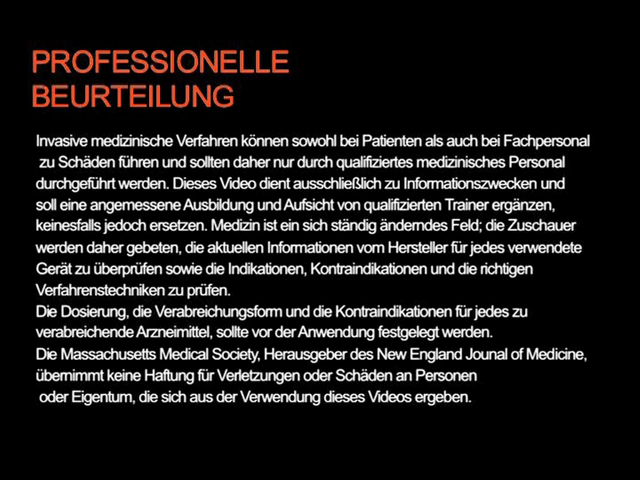 PROFESSIONELLE
BEURTEILUNG
Invasive medizinische Verfahren können sowohl bei Patienten als auch bei Fachpersonal
zu Schäden führen und sollten daher nur durch qualifiziertes medizinisches Personal
durchgeführt werden. Dieses Video dient ausschließlich zu Informationszwecken und
soll eine angemessene Ausbildung und Aufsicht von qualifizierten Trainer ergänzen,
keinesfalls jedoch ersetzen. Medizin ist ein sich ständig änderndes Feld; die Zuschauer
werden daher gebeten, die aktuellen Informationen vom Hersteller für jedes verwendete
Gerät zu überprüfen sowie die Indikationen, Kontraindikationen und die richtigen
Verfahrenstechniken zu prüfen.
Die Dosierung, die Verabreichungsform und die Kontraindikationen für jedes zu
verabreichende Arzneimittel, sollte vor der Anwendung festgelegt werden.
Die Massachusetts Medical Society, Herausgeber des New England Jounal of Medicine,
übernimmt keine Haftung für Verletzungen oder Schäden an Personen
oder Eigentum, die sich aus der Verwendung dieses Videos ergeben.